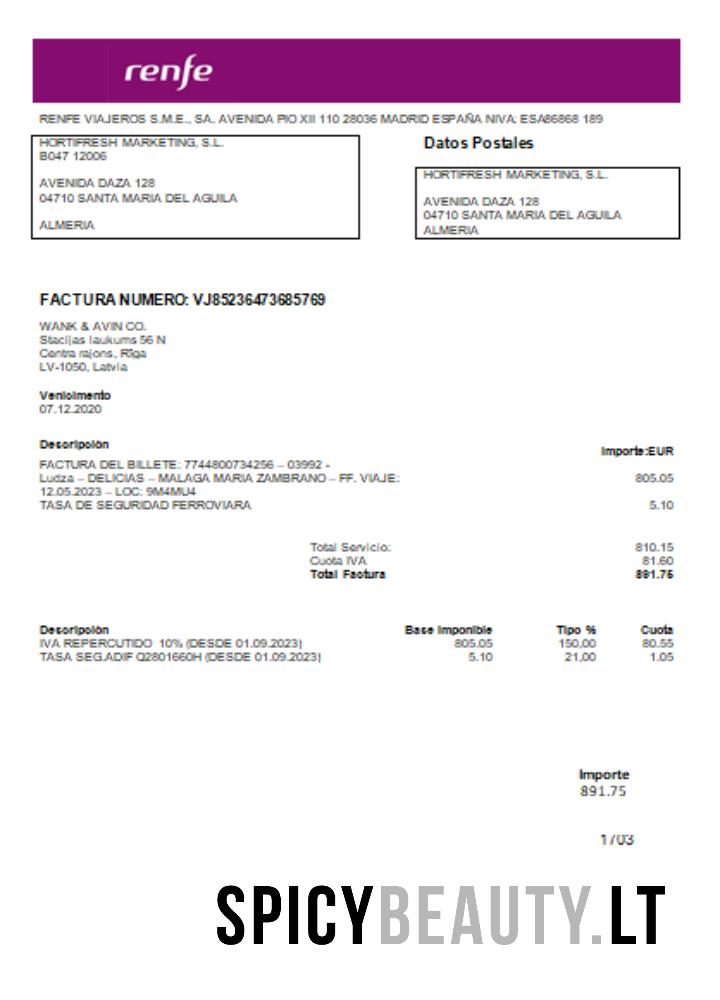 renfe
RENFE VIAJEROS S.M.E., SA. AVENIDA PIO XII 110 28036 MADRID ESPAÑA NIVA: ESA86868 189
HORTIFRESH MARKETING, S.L.
B047 12006
AVENIDA DAZA 128
04710 SANTA MARIA DEL AGUILA
ALMERIA
Datos Postales
HORTIFRESH MARKETING, S.L.
AVENIDA DAZA 128
04710 SANTA MARIA DEL AGUILA
ALMERIA
FACTURA NUMERO: VJ85236473685769
WANK & AVIN CO.
Stacijas laukums 56 N
Centra rajons, Rīga
LV-1050, Latvia
Vencimiento
07.12.2020
Descripción Importe:EUR
FACTURA DEL BILLETE: 7744800734256 – 03992 -
Ludza – DELICIAS – MALAGA MARIA ZAMBRANO – FF. VIAJE: 805.05
12.05.2023 – LOC: 9M4MU4
TASA DE SEGURIDAD FERROVIARA 5.10
Total Servicio: 810.15
Cuota IVA 81.60
Total Factura 891.75
Descripción Base Imponible Tipo % Cuota
IVA REPERCUTIDO 10% (DESDE 01.09.2023) 805.05 150,00 80.55
TASA SEG.ADIF Q2801660H (DESDE 01.09.2023) 5.10 21,00 1.05
Importe
891.75
1/03
SPICYBEAUTY.LT